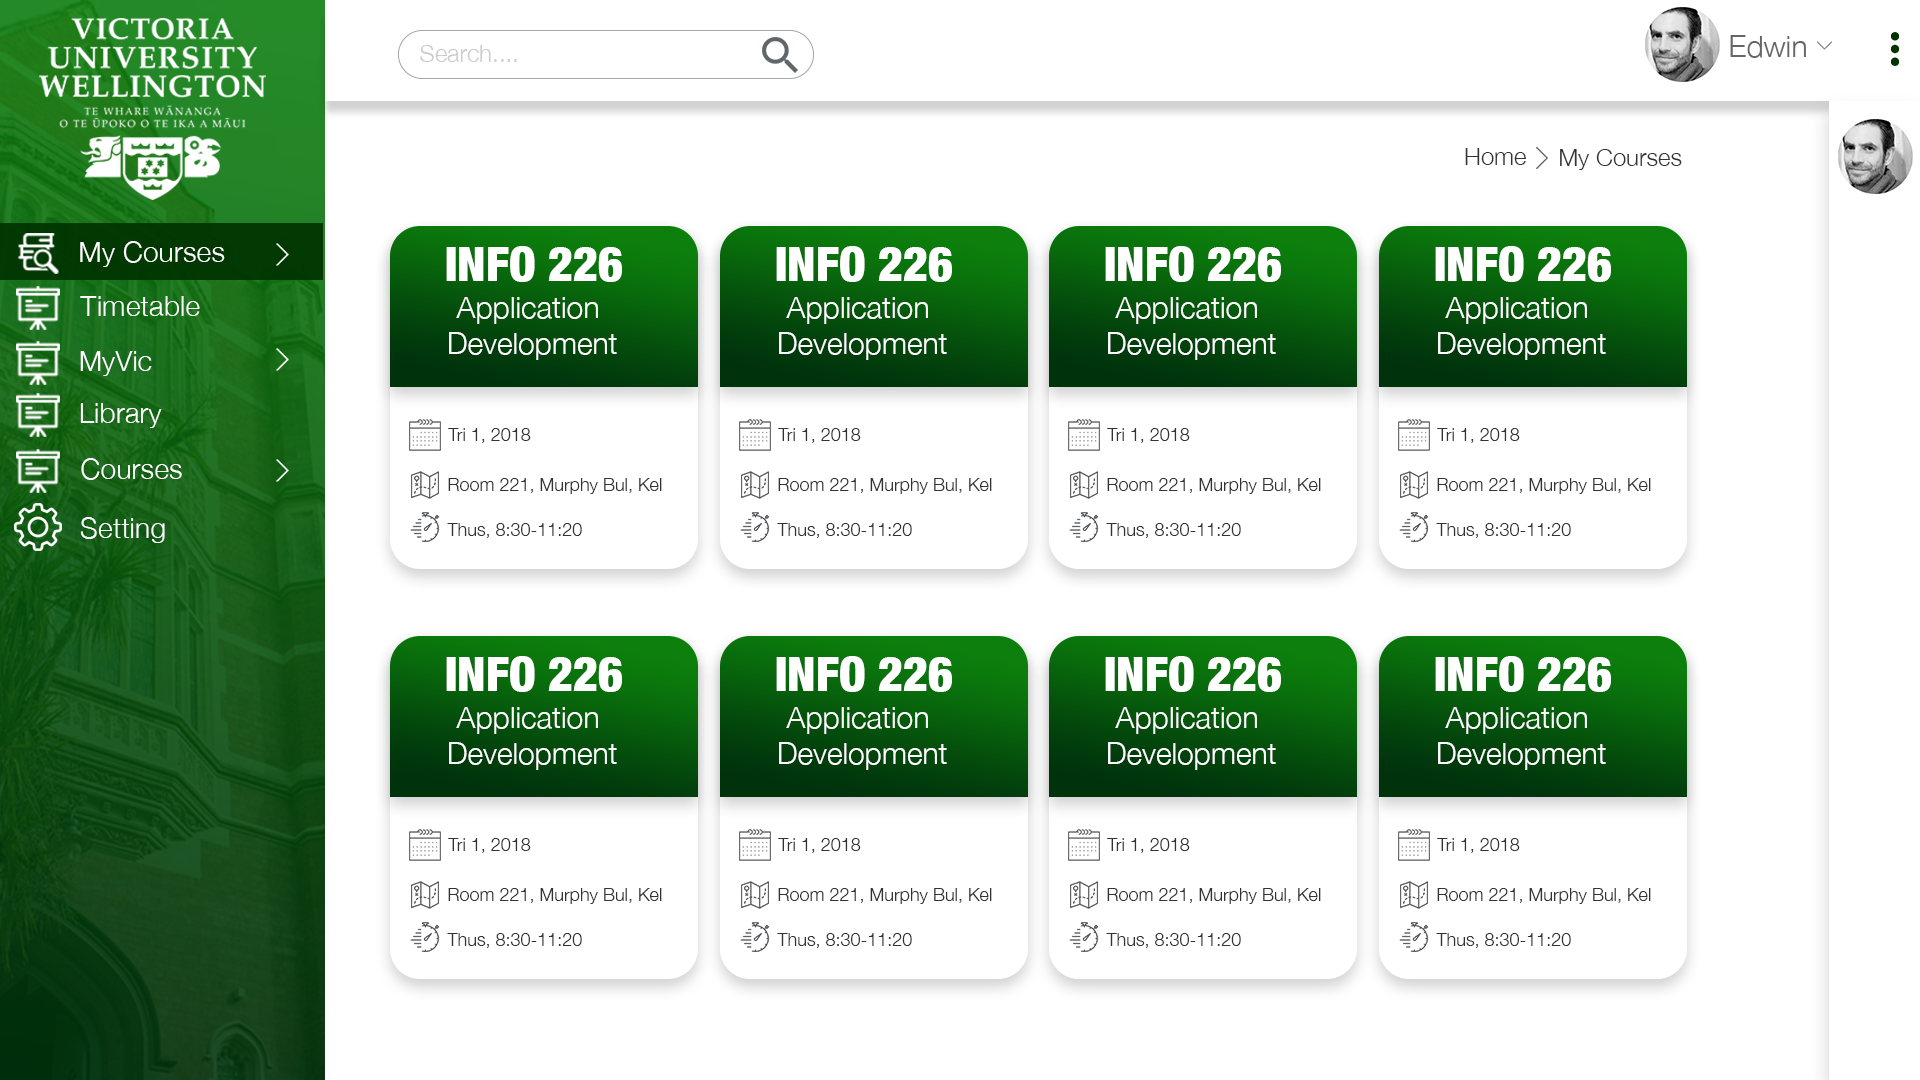 VICTORIA
UNIVERSITY
WELLINGTON
TE WHARE WĀNANGA
O TE ŪPOKO O TE IKA A MĀUI
My Courses
Timetable
MyVic
Library
Courses
Setting
Search....
Edwin
Home My Courses
INFO 226
Application
Development
Tri 1, 2018
Room 221, Murphy Bul, Kel
Thus, 8:30-11:20
INFO 226
Application
Development
Tri 1, 2018
Room 221, Murphy Bul, Kel
Thus, 8:30-11:20
INFO 226
Application
Development
Tri 1, 2018
Room 221, Murphy Bul, Kel
Thus, 8:30-11:20
INFO 226
Application
Development
Tri 1, 2018
Room 221, Murphy Bul, Kel
Thus, 8:30-11:20
INFO 226
Application
Development
Tri 1, 2018
Room 221, Murphy Bul, Kel
Thus, 8:30-11:20
INFO 226
Application
Development
Tri 1, 2018
Room 221, Murphy Bul, Kel
Thus, 8:30-11:20
INFO 226
Application
Development
Tri 1, 2018
Room 221, Murphy Bul, Kel
Thus, 8:30-11:20
INFO 226
Application
Development
Tri 1, 2018
Room 221, Murphy Bul, Kel
Thus, 8:30-11:20